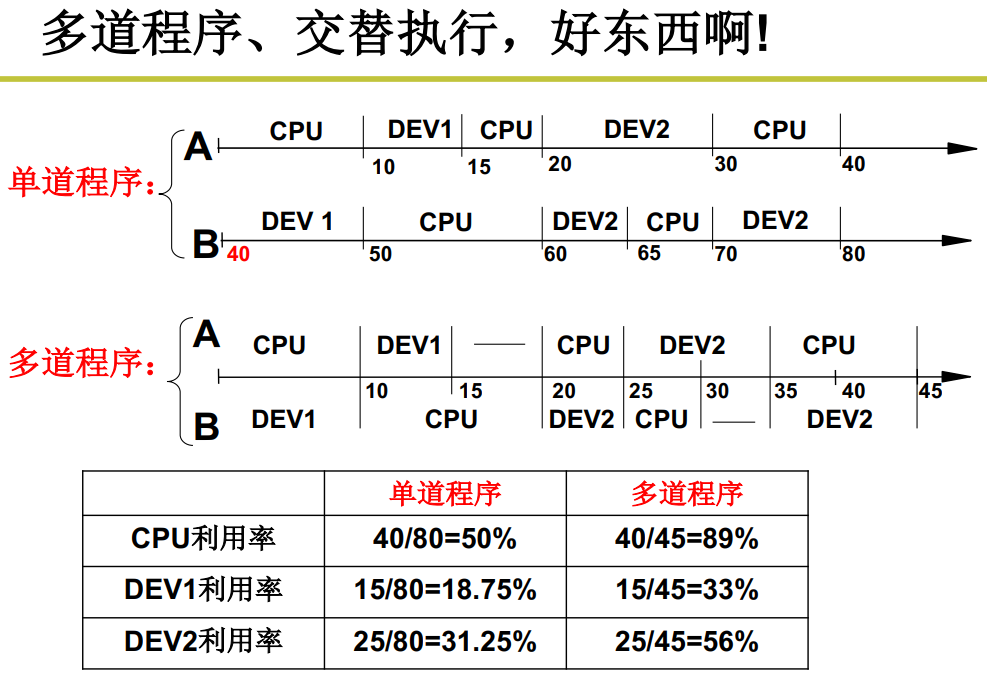 多道程序、交替执行，好东西啊!
单道程序：
A
CPU DEV1 CPU DEV2 CPU
10 15 20 30 40
B
DEV 1 CPU DEV2 CPU DEV2
40 50 60 65 70 80
多道程序：
A
CPU DEV1 CPU DEV2 CPU
10 15 20 25 30 35 40 45
B
DEV1 CPU DEV2 CPU DEV2
单道程序 多道程序
CPU利用率 40/80=50% 40/45=89%
DEV1利用率 15/80=18.75% 15/45=33%
DEV2利用率 25/80=31.25% 25/45=56%